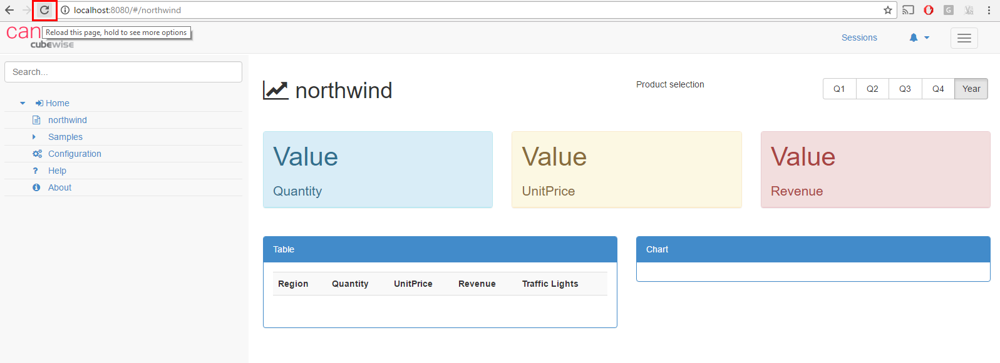 localhost:8080/#/northwind
Reload this page, hold to see more options
can
cubewise
Sessions
Search...
Home
northwind
Samples
Configuration
? Help
About
northwind
Product selection
Q1 Q2 Q3 Q4 Year
Value
Quantity
Value
UnitPrice
Value
Revenue
Table
Region Quantity UnitPrice Revenue Traffic Lights
Chart